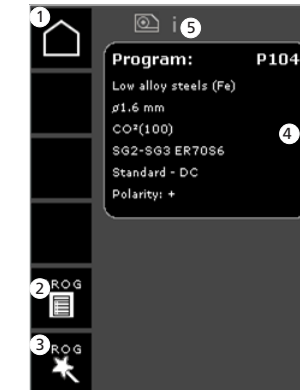 1
i
5
Program: P104
Low alloy steels (Fe)
ø1.6 mm
CO²(100)
4
SG2-SG3 ER70S6
Standard - DC
Polarity: +
2
ROG
3
ROG